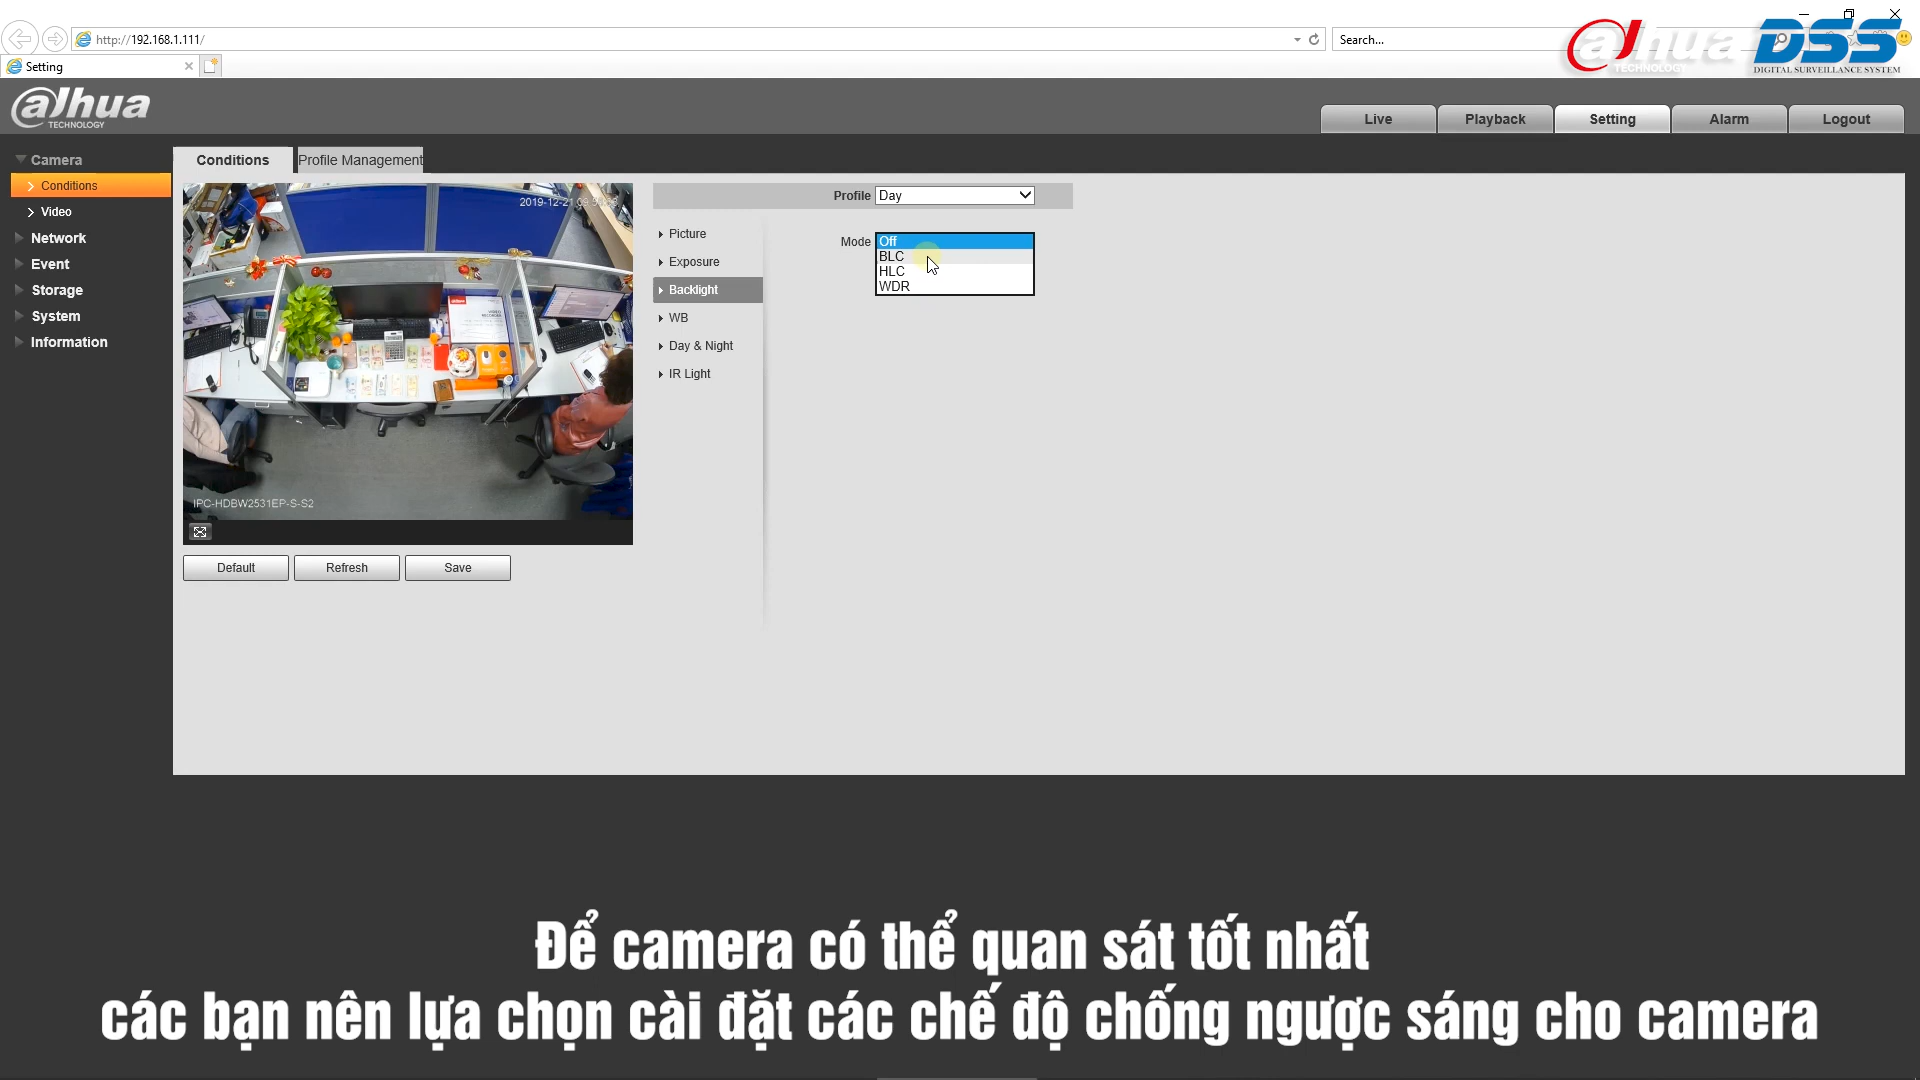 http://192.168.1.111/
Search...
Setting
alhua
TECHNOLOGY
DSS
DIGITAL SURVEILLANCE SYSTEM
alhua
TECHNOLOGY
Live
Playback
Setting
Alarm
Logout
Camera
Conditions
Video
Network
Event
Storage
System
Information
Conditions
Profile Management
IPC-HDBW2531EP-S-S2
Default
Refresh
Save
Profile
Day
Picture
Exposure
Backlight
WB
Day & Night
IR Light
Mode
Off
BLC
HLC
WDR
Để camera có thể quan sát tốt nhất
các bạn nên lựa chọn cài đặt các chế độ chống ngược sáng cho camera